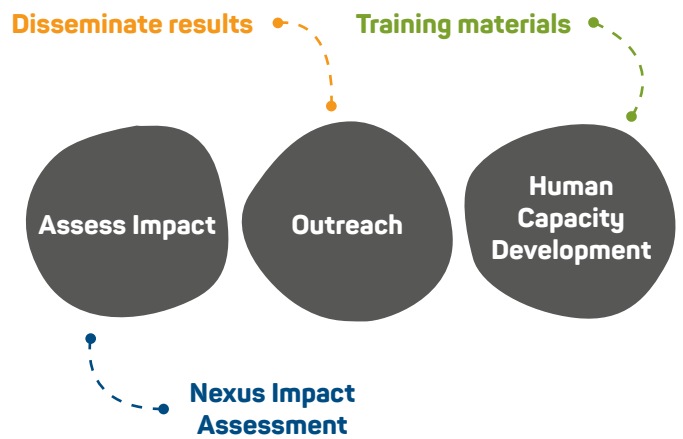 Disseminate results
Training materials
Assess Impact
Outreach
Human
Capacity
Development
Nexus Impact
Assessment